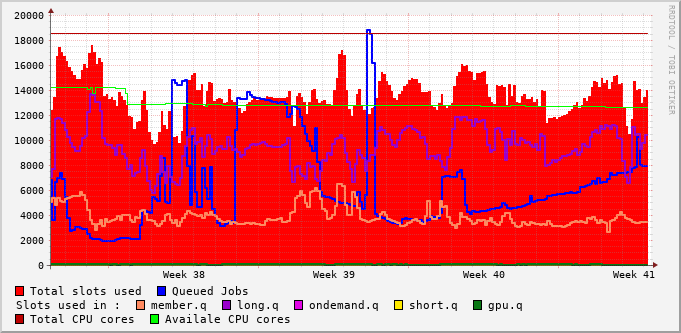 20000
18000
16000
14000
12000
10000
8000
6000
4000
2000
0
Week 38 Week 39 Week 40 Week 41
RRDTOOL / TOBI OETIKER
Total slots used Queued Jobs
Slots used in : member.q long.q ondemand.q short.q gpu.q
Total CPU cores Availale CPU cores